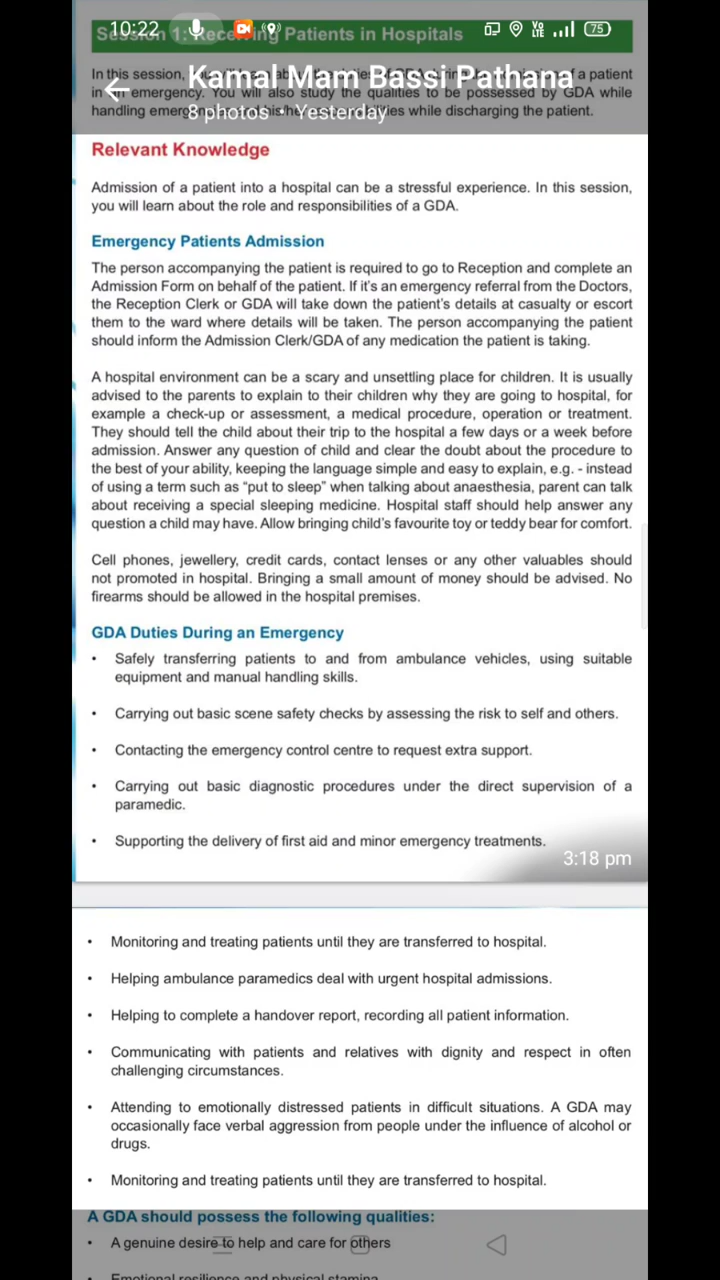 10:22
75
Session 1: Receiving Patients in Hospitals
Kamal Mam Bassi Pathana
8 photos • Yesterday
In this session, you will learn about the
of a patient
in an emergency. You will also study the qualities to be possessed by GDA while
handling emergency and his/her responsibilities while discharging the patient.
Relevant Knowledge
Admission of a patient into a hospital can be a stressful experience. In this session,
you will learn about the role and responsibilities of a GDA.
Emergency Patients Admission
The person accompanying the patient is required to go to Reception and complete an
Admission Form on behalf of the patient. If it's an emergency referral from the Doctors,
the Reception Clerk or GDA will take down the patient's details at casualty or escort
them to the ward where details will be taken. The person accompanying the patient
should inform the Admission Clerk/GDA of any medication the patient is taking.
A hospital environment can be a scary and unsettling place for children. It is usually
advised to the parents to explain to their children why they are going to hospital, for
example a check-up or assessment, a medical procedure, operation or treatment.
They should tell the child about their trip to the hospital a few days or a week before
admission. Answer any question of child and clear the doubt about the procedure to
the best of your ability, keeping the language simple and easy to explain, e.g. - instead
of using a term such as “put to sleep” when talking about anaesthesia, parent can talk
about receiving a special sleeping medicine. Hospital staff should help answer any
question a child may have. Allow bringing child's favourite toy or teddy bear for comfort.
Cell phones, jewellery, credit cards, contact lenses or any other valuables should
not promoted in hospital. Bringing a small amount of money should be advised. No
firearms should be allowed in the hospital premises.
GDA Duties During an Emergency
• Safely transferring patients to and from ambulance vehicles, using suitable
equipment and manual handling skills.
• Carrying out basic scene safety checks by assessing the risk to self and others.
• Contacting the emergency control centre to request extra support.
• Carrying out basic diagnostic procedures under the direct supervision of a
paramedic.
• Supporting the delivery of first aid and minor emergency treatments.
3:18 pm
• Monitoring and treating patients until they are transferred to hospital.
• Helping ambulance paramedics deal with urgent hospital admissions.
• Helping to complete a handover report, recording all patient information.
• Communicating with patients and relatives with dignity and respect in often
challenging circumstances.
• Attending to emotionally distressed patients in difficult situations. A GDA may
occasionally face verbal aggression from people under the influence of alcohol or
drugs.
• Monitoring and treating patients until they are transferred to hospital.
A GDA should possess the following qualities:
• A genuine desire to help and care for others
• Emotional resilience and physical stamina